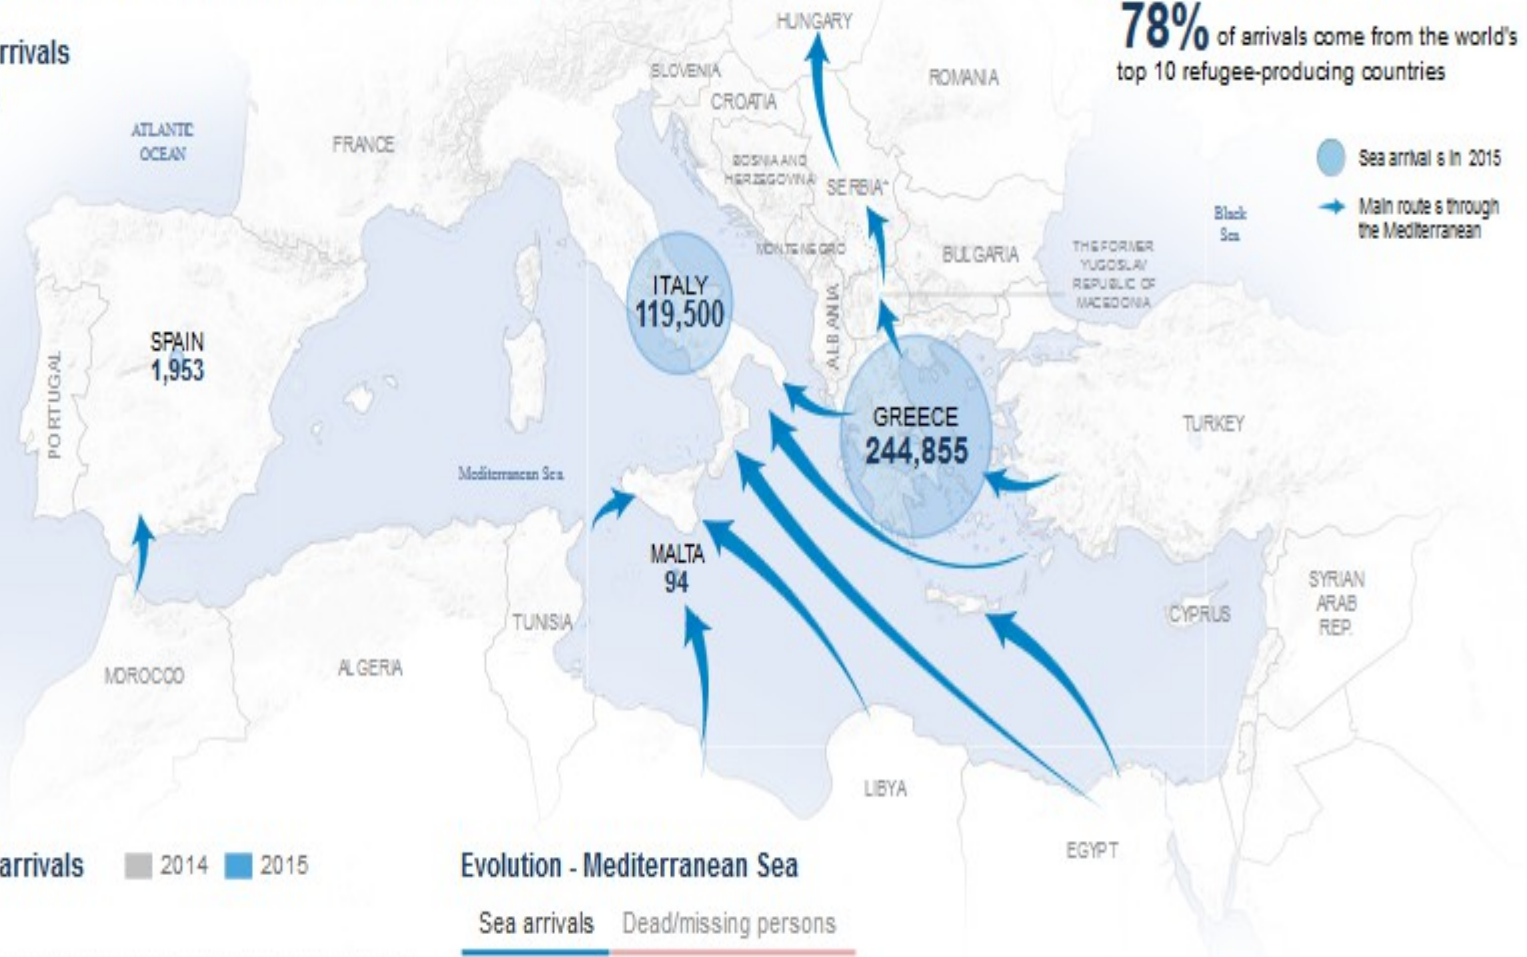 rrivals
78% of arrivals come from the world's
top 10 refugee-producing countries
Sea arrivals in 2015
Main routes through
the Mediterranean
HUNGARY
SLOVENIA
CROATIA
ROMANIA
ATLANTIC
OCEAN
FRANCE
BOSNIA AND
HERZEGOVINA
SERBIA*
Black
Sea
MONTENEGRO
BULGARIA
THE FORMER
YUGOSLAV
REPUBLIC OF
MACEDONIA
ITALY
119,500
ALBANIA
SPAIN
1,953
PORTUGAL
GREECE
244,855
TURKEY
Mediterranean Sea
MALTA
94
TUNISIA
CYPRUS
SYRIAN
ARAB
REP.
MOROCCO
ALGERIA
LIBYA
EGYPT
arrivals 2014 2015
Evolution - Mediterranean Sea
Sea arrivals Dead/missing persons